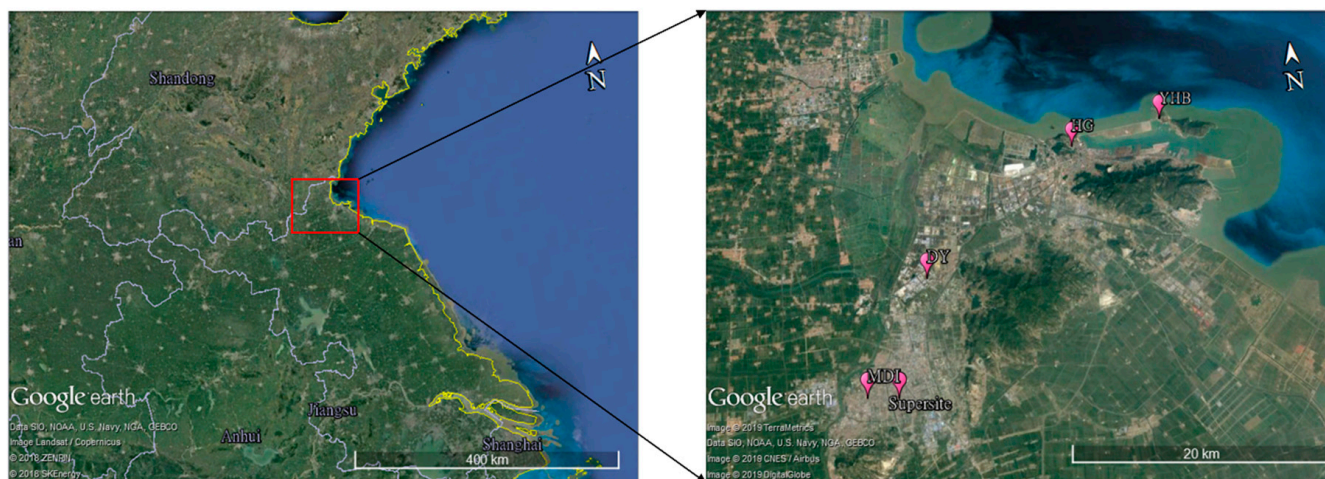 Shandong
N
an
Jiangsu
Anhui
Shanghai
400 km
Google earth
Data SIO, NOAA, U.S. Navy, NGA, GEBCO
Image Landsat / Copernicus
© 2018 ZENRIN
© 2018 SKEnergy
N
YHB
HG
DY
MDI
Supersite
20 km
Google earth
Image © 2019 TerraMetrics
Data SIO, NOAA, U.S. Navy, NGA, GEBCO
Image © 2019 CNES / Airbus
Image © 2019 DigitalGlobe